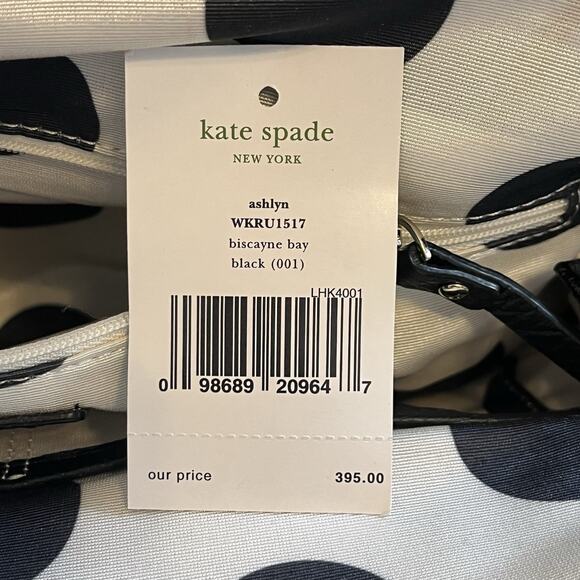 kate spade
NEW YORK
ashlyn
WKRU1517
biscayne bay
black (001)
LHK4001
0 98689 20964 7
our price 395.00